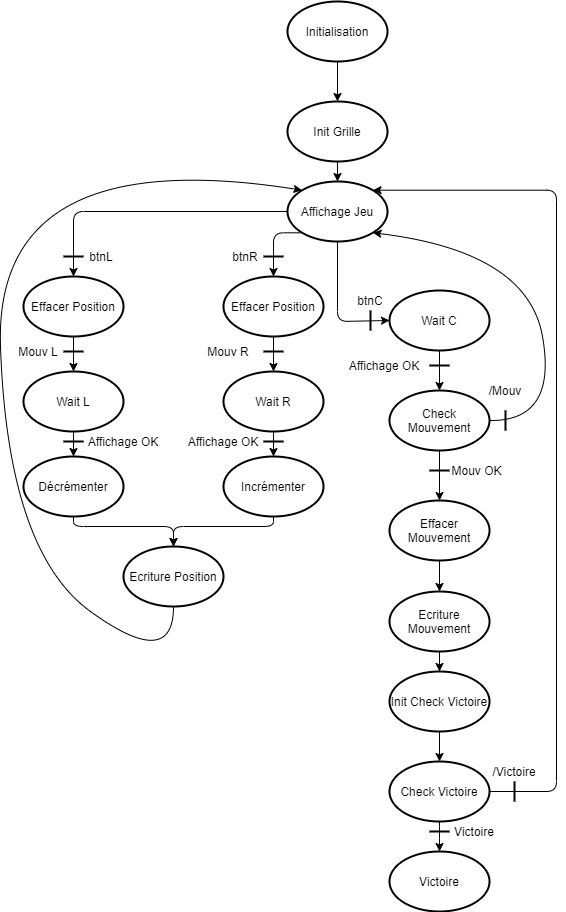 Initialisation
Init Grille
Affichage Jeu
btnL
btnR
btnC
Effacer Position
Effacer Position
Wait C
Mouv L
Mouv R
Affichage OK
/Mouv
Wait L
Wait R
Check
Mouvement
Affichage OK
Affichage OK
Mouv OK
Décrémenter
Incrémenter
Effacer
Mouvement
Ecriture Position
Ecriture
Mouvement
Init Check Victoire
/Victoire
Check Victoire
Victoire
Victoire